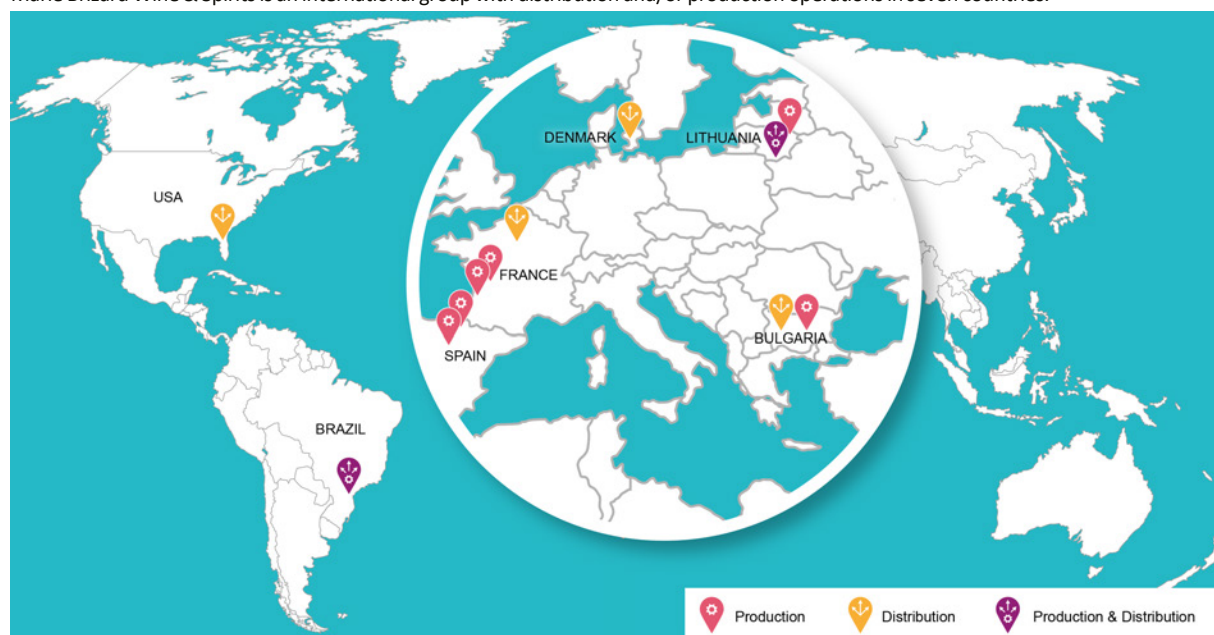 Marie Brizard Wine & Spirits is an international group with distribution and/or production operations in seven countries.
DENMARK
LITHUANIA
USA
FRANCE
SPAIN
BULGARIA
BRAZIL
Production
Distribution
Production & Distribution